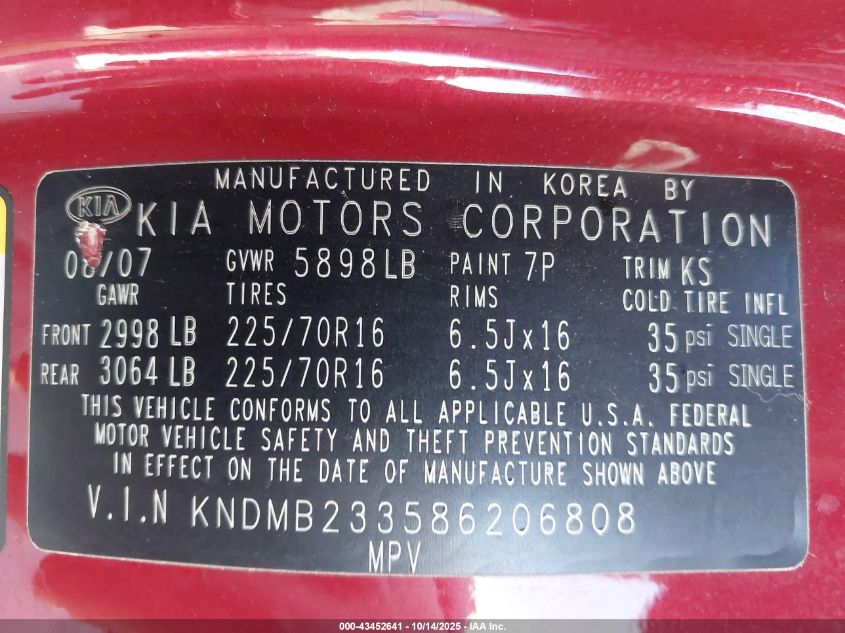 MANUFACTURED IN KOREA BY
KIA KIA MOTORS CORPORATION
08/07 GVWR 5898LB PAINT 7P TRIM KS
GAWR TIRES RIMS COLD TIRE INFL
FRONT 2998 LB 225/70R16 6.5Jx16 35 psi SINGLE
REAR 3064 LB 225/70R16 6.5Jx16 35 psi SINGLE
THIS VEHICLE CONFORMS TO ALL APPLICABLE U.S.A. FEDERAL
MOTOR VEHICLE SAFETY AND THEFT PREVENTION STANDARDS
IN EFFECT ON THE DATE OF MANUFACTURE SHOWN ABOVE
V.I.N KNDMB233586206808
MPV
000-43452641 - 10/14/2025 - IAA Inc.